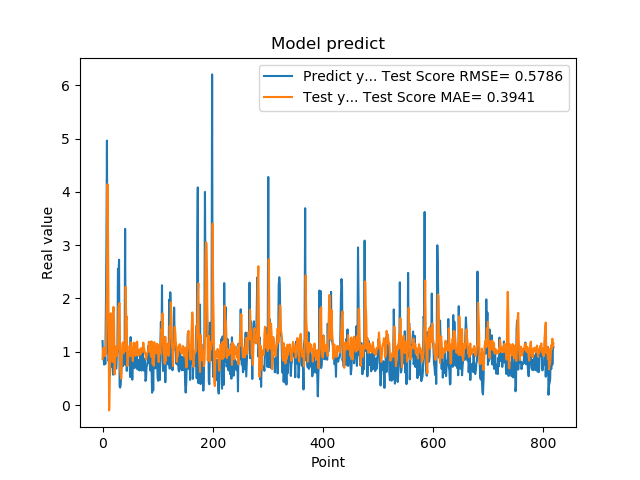 Model predict
Predict y... Test Score RMSE= 0.5786
Test y... Test Score MAE= 0.3941
Real value
6
5
4
3
2
1
0
0 200 400 600 800
Point